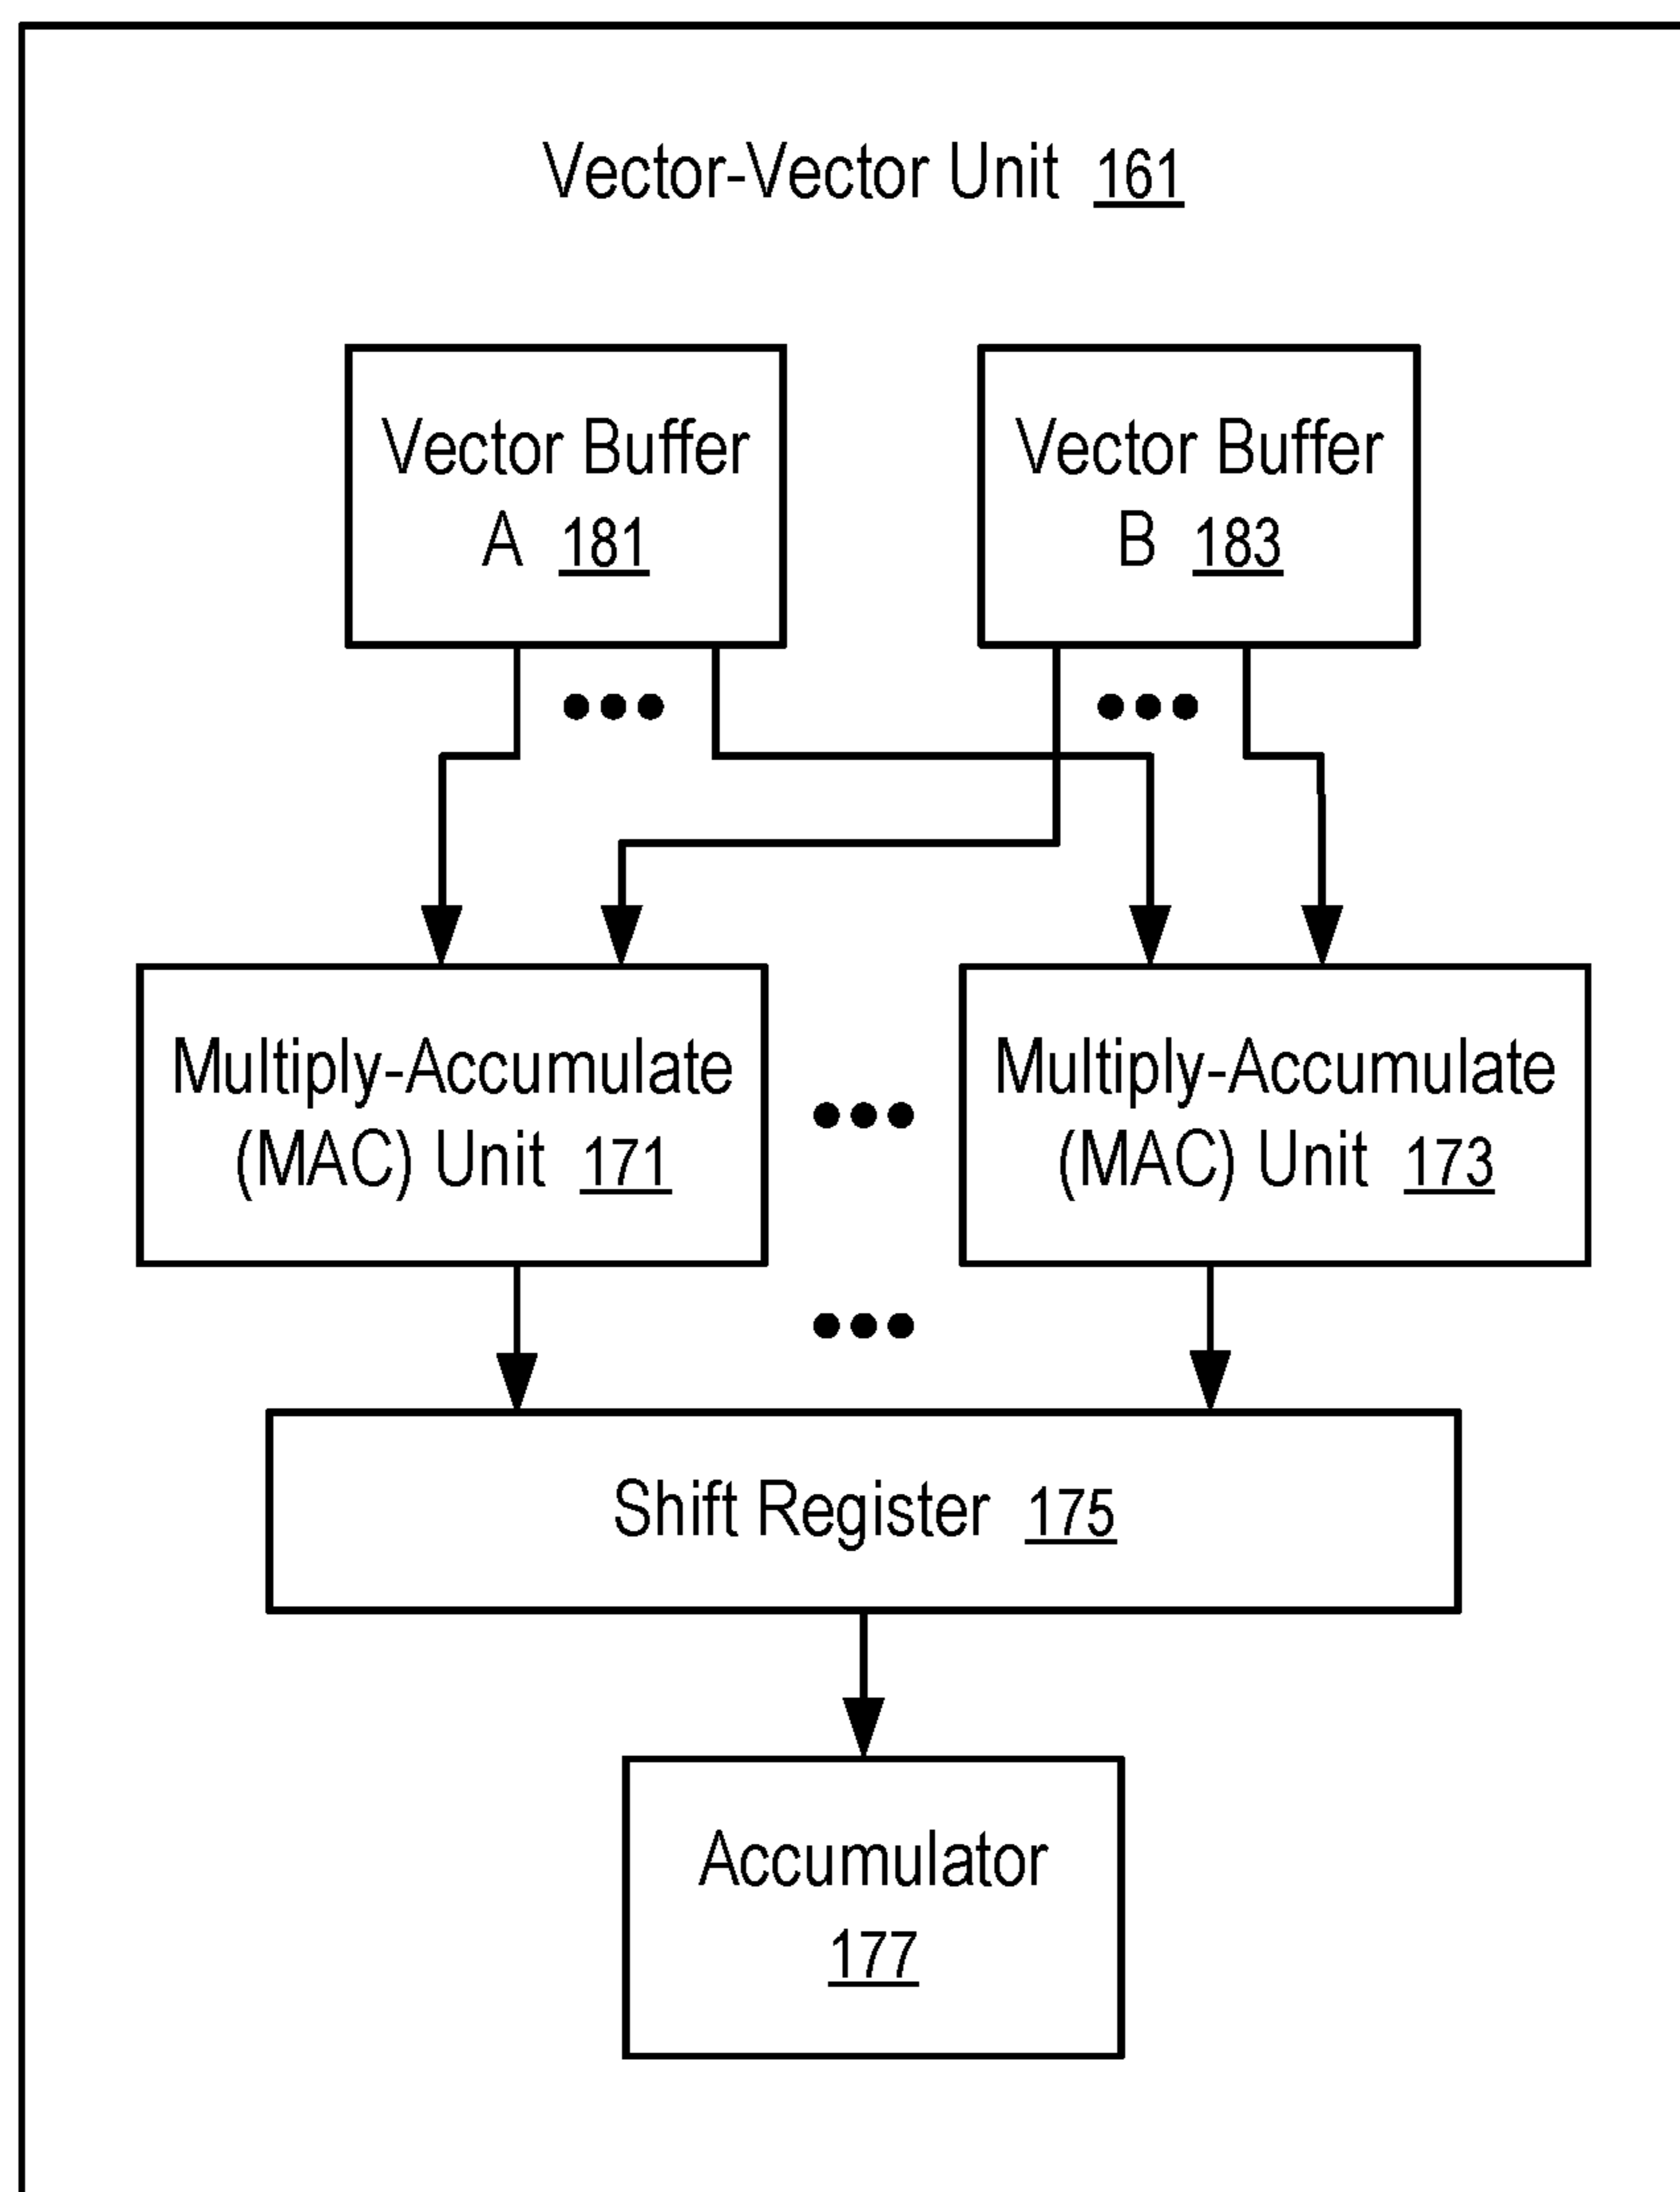 Vector-Vector Unit 161
Vector Buffer
A 181
Vector Buffer
B 183
Multiply-Accumulate
(MAC) Unit 171
Multiply-Accumulate
(MAC) Unit 173
Shift Register 175
Accumulator
177